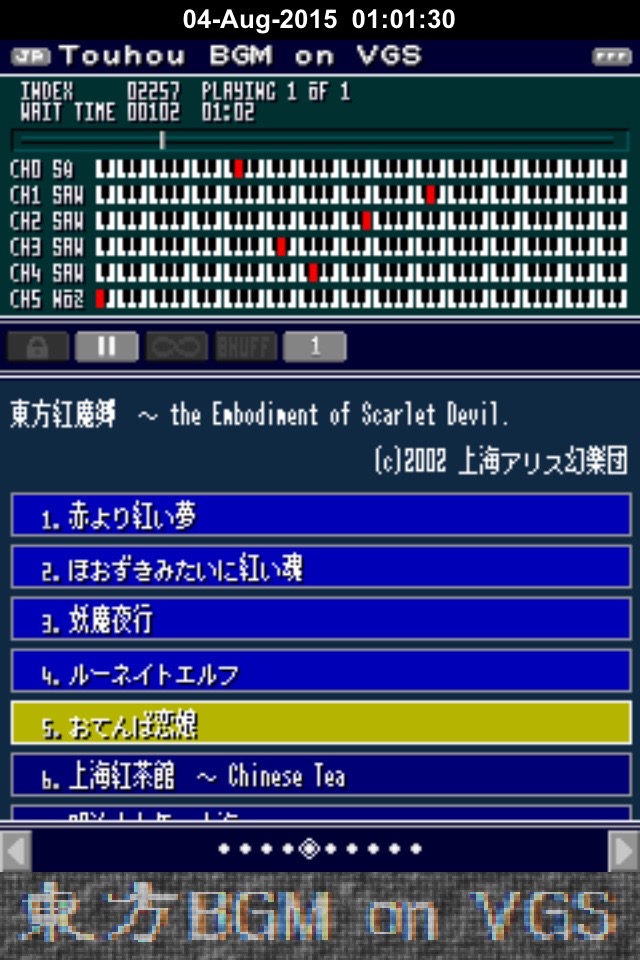 04-Aug-2015 01:01:30
JP Touhou BGM on VGS
INDEX 02257 PLAYING 1 OF 1
WAIT TIME 00102 01:02
CH0 SQ
CH1 SAW
CH2 SAW
CH3 SAW
CH4 SAW
CH5 NOZ
SHUFF 1
東方紅魔郷 ～ the Embodiment of Scarlet Devil.
(c)2002 上海アリス幻樂団
1. 赤より紅い夢
2. ほおずきみたいに紅い魂
3. 妖魔夜行
4. ルーネイトエルフ
5. おてんば恋娘
6. 上海紅茶館 ～ Chinese Tea
東方BGM on VGS